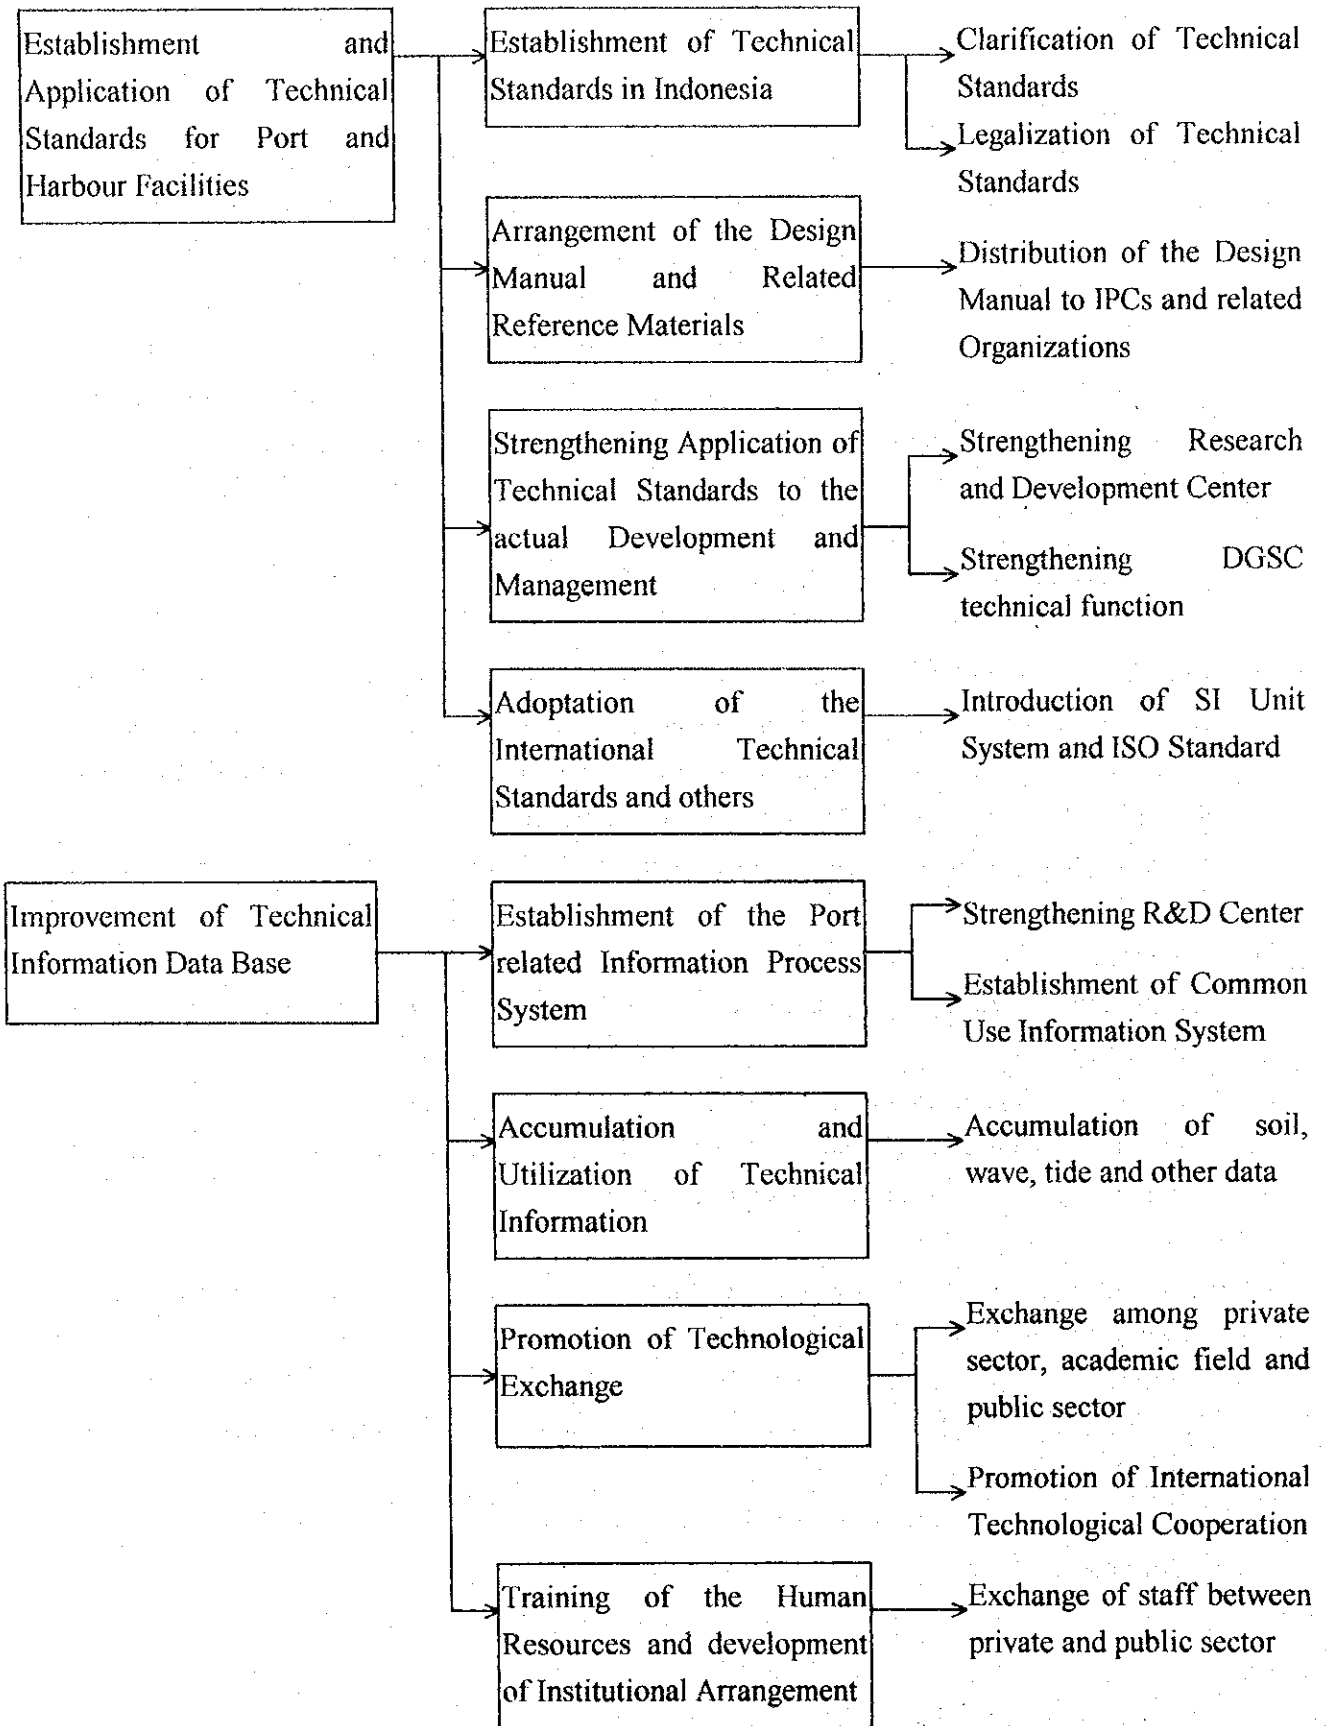 Establishment and
Application of Technical
Standards for Port and
Harbour Facilities
Establishment of Technical
Standards in Indonesia
Clarification of Technical
Standards
Legalization of Technical
Standards
Arrangement of the Design
Manual and Related
Reference Materials
Distribution of the Design
Manual to IPCs and related
Organizations
Strengthening Application of
Technical Standards to the
actual Development and
Management
Strengthening Research
and Development Center
Strengthening DGSC
technical function
Adoptation of the
International Technical
Standards and others
Introduction of SI Unit
System and ISO Standard
Improvement of Technical
Information Data Base
Establishment of the Port
related Information Process
System
Strengthening R&D Center
Establishment of Common
Use Information System
Accumulation and
Utilization of Technical
Information
Accumulation of soil,
wave, tide and other data
Promotion of Technological
Exchange
Exchange among private
sector, academic field and
public sector
Promotion of International
Technological Cooperation
Training of the Human
Resources and development
of Institutional Arrangement
Exchange of staff between
private and public sector